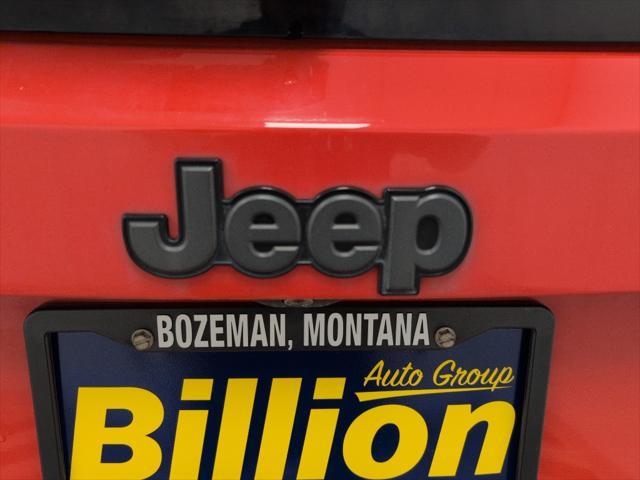 Jeep
BOZEMAN, MONTANA
Auto Group
Billion